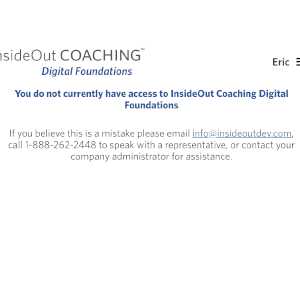 nsideOut COACHING™
Digital Foundations
Eric
You do not currently have access to InsideOut Coaching Digital
Foundations
If you believe this is a mistake please email info@insideoutdev.com,
call 1-888-262-2448 to speak with a representative, or contact your
company administrator for assistance.